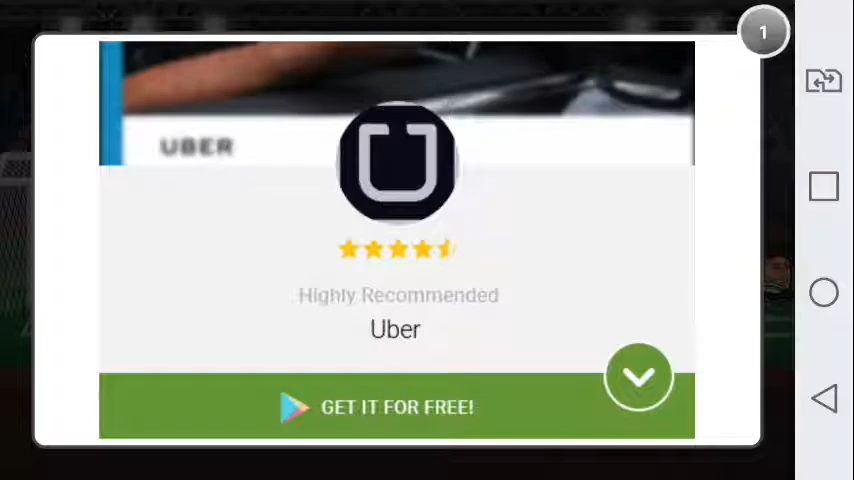 1
UBER
Highly Recommended
Uber
GET IT FOR FREE!